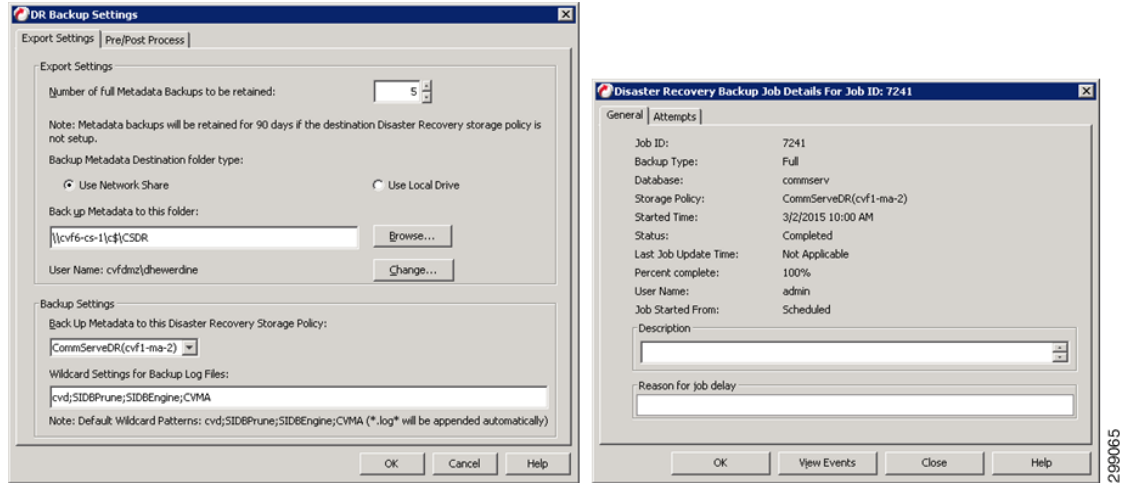 DR Backup Settings
Export Settings
Pre/Post Process
Export Settings
Number of full Metadata Backups to be retained:
5
Note: Metadata backups will be retained for 90 days if the destination Disaster Recovery storage policy is
not setup.
Backup Metadata Destination folder type:
Use Network Share
Use Local Drive
Back up Metadata to this folder:
\\cvf6-cs-1\c$\CSDR
Browse...
User Name: cvfdmz\dhewerdine
Change...
Backup Settings
Back Up Metadata to this Disaster Recovery Storage Policy:
CommServeDR(cvf1-ma-2)
Wildcard Settings for Backup Log Files:
cvd;SIDBPrune;SIDBEngine;CVMA
Note: Default Wildcard Patterns: cvd;SIDBPrune;SIDBEngine;CVMA (*.log* will be appended automatically)
OK
Cancel
Help
Disaster Recovery Backup Job Details For Job ID: 7241
General
Attempts
Job ID: 7241
Backup Type: Full
Database: commserv
Storage Policy: CommServeDR(cvf1-ma-2)
Started Time: 3/2/2015 10:00 AM
Status: Completed
Last Job Update Time: Not Applicable
Percent complete: 100%
User Name: admin
Job Started From: Scheduled
Description
Reason for job delay
OK
View Events
Close
Help
299065